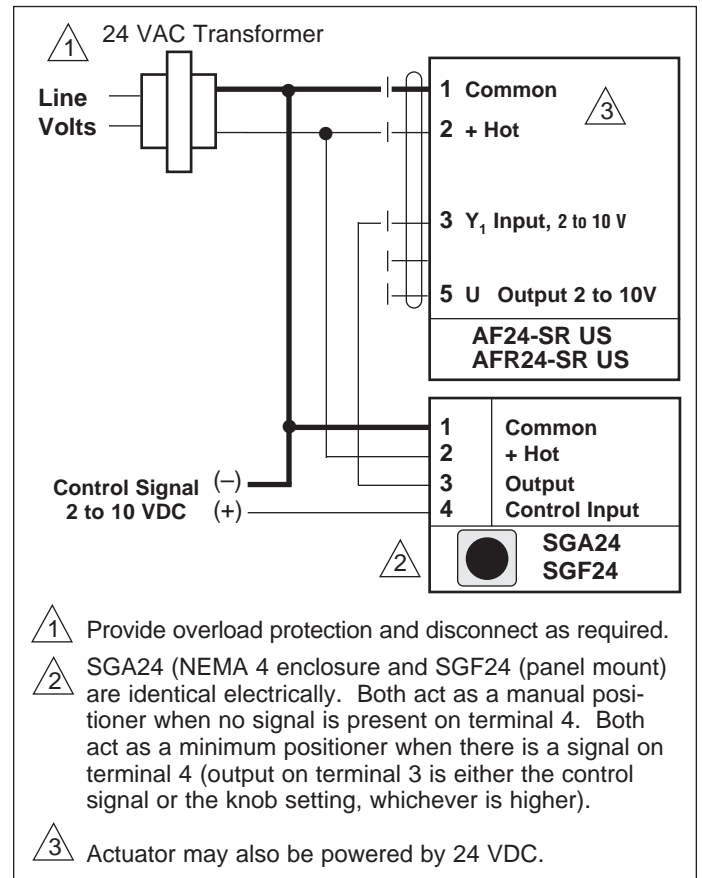 1 24 VAC Transformer
Line
Volts
1 Common
3
2 + Hot
3 Y1 Input, 2 to 10 V
5 U Output 2 to 10V
AF24-SR US
AFR24-SR US
1 Common
2 + Hot
3 Output
4 Control Input
Control Signal (–)
2 to 10 VDC (+)
2
SGA24
SGF24
1 Provide overload protection and disconnect as required.
2 SGA24 (NEMA 4 enclosure and SGF24 (panel mount)
are identical electrically. Both act as a manual posi-
tioner when no signal is present on terminal 4. Both
act as a minimum positioner when there is a signal on
terminal 4 (output on terminal 3 is either the control
signal or the knob setting, whichever is higher).
3 Actuator may also be powered by 24 VDC.